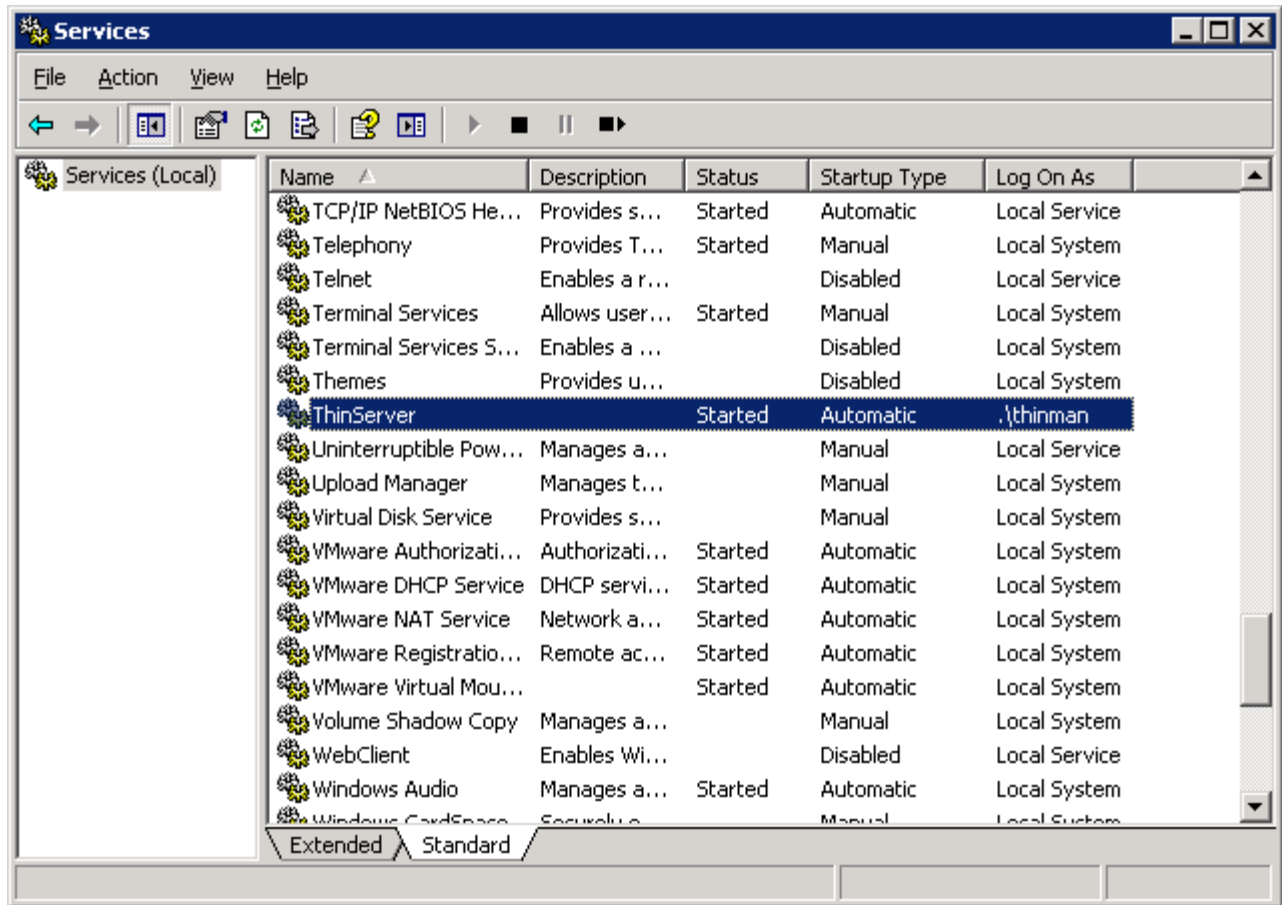 Services
File Action View Help
Services (Local)
Name Description Status Startup Type Log On As
TCP/IP NetBIOS He... Provides s... Started Automatic Local Service
Telephony Provides T... Started Manual Local System
Telnet Enables a r... Disabled Local Service
Terminal Services Allows user... Started Manual Local System
Terminal Services S... Enables a ... Disabled Local System
Themes Provides u... Disabled Local System
ThinServer Started Automatic .\thinman
Uninterruptible Pow... Manages a... Manual Local Service
Upload Manager Manages t... Manual Local System
Virtual Disk Service Provides s... Manual Local System
VMware Authorizati... Authorizati... Started Automatic Local System
VMware DHCP Service DHCP servi... Started Automatic Local System
VMware NAT Service Network a... Started Automatic Local System
VMware Registratio... Remote ac... Started Automatic Local System
VMware Virtual Mou... Started Automatic Local System
Volume Shadow Copy Manages a... Manual Local System
WebClient Enables Wi... Disabled Local Service
Windows Audio Manages a... Started Automatic Local System
Windows CardSpace Securely e Manual Local System
Extended Standard